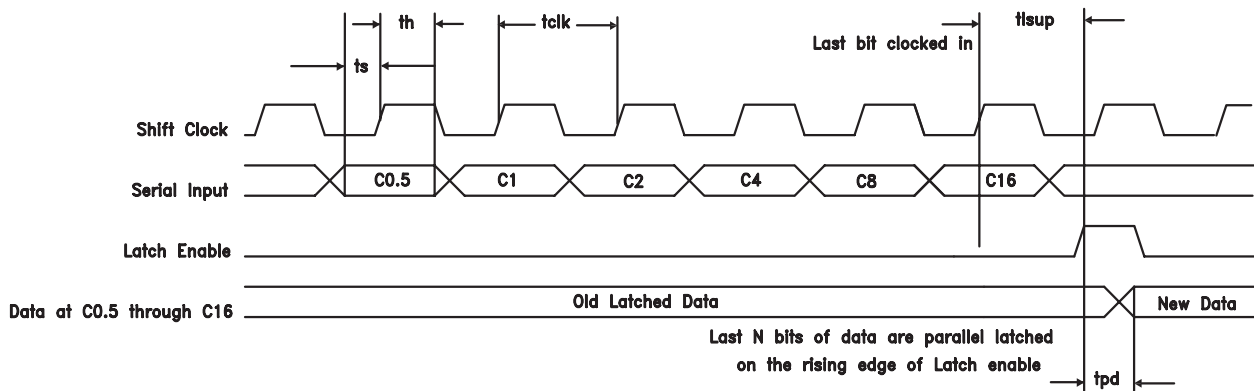 th
tclk
tlsup
Last bit clocked in
ts
Shift Clock
Serial Input
C0.5
C1
C2
C4
C8
C16
Latch Enable
Data at C0.5 through C16
Old Latched Data
New Data
Last N bits of data are parallel latched
on the rising edge of Latch enable
tpd